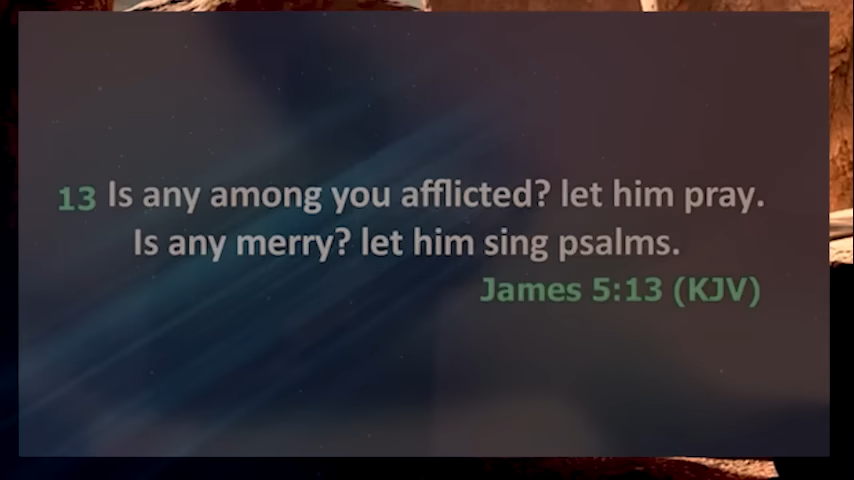 13 Is any among you afflicted? let him pray.
Is any merry? let him sing psalms.
James 5:13 (KJV)